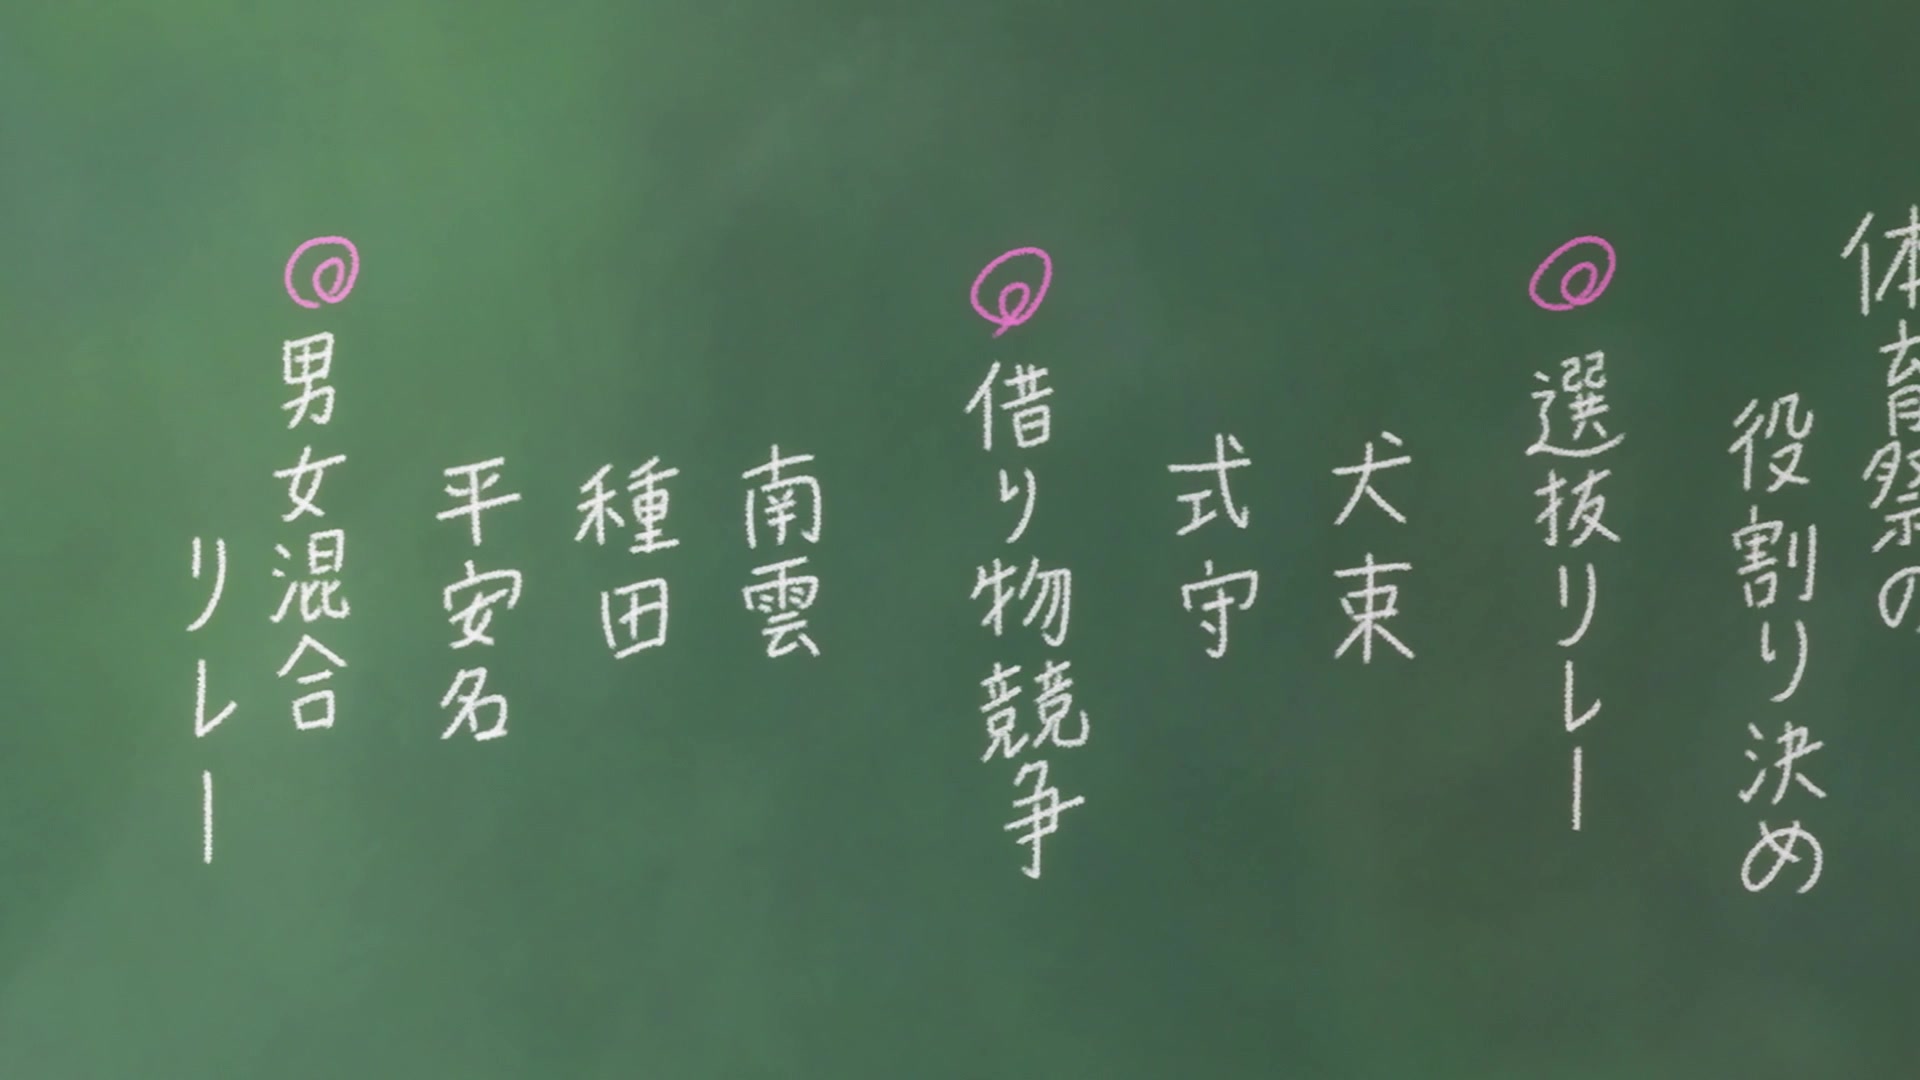 体育祭の
役割り決め
選抜リレー
犬束
式守
借り物競争
南雲
種田
平安名
男女混合
リレー